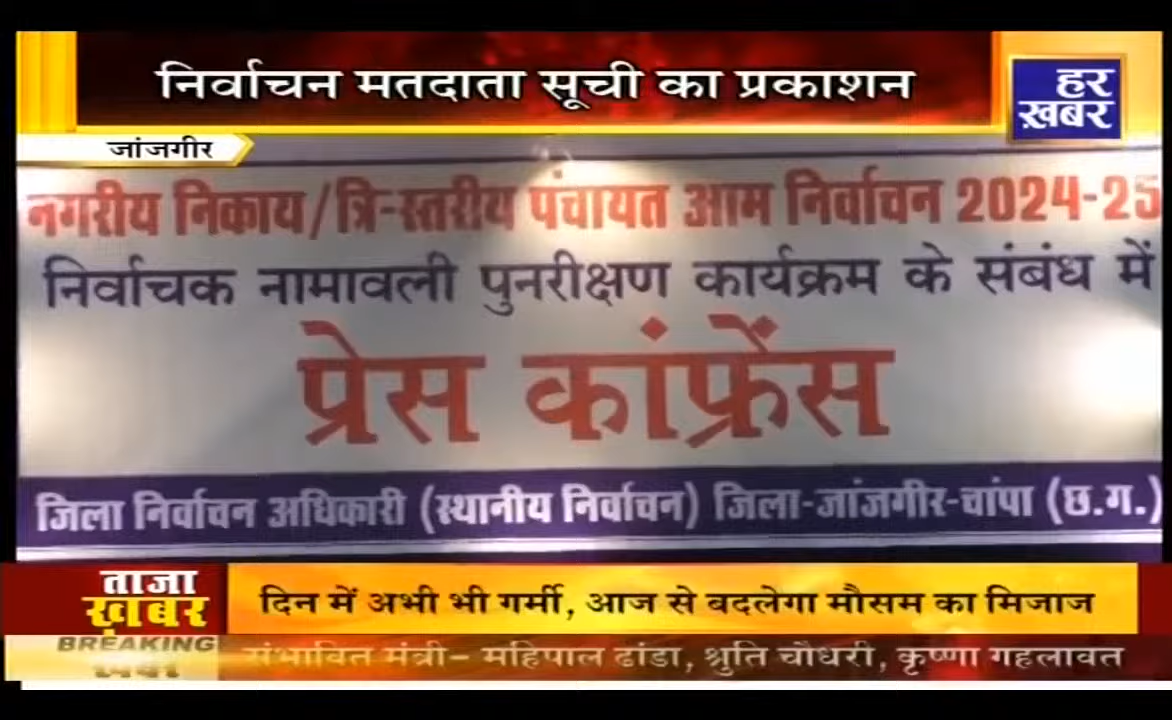 निर्वाचन मतदाता सूची का प्रकाशन
हर
ख़बर
जांजगीर
नगरीय निकाय/त्रि-स्तरीय पंचायत आम निर्वाचन 2024-25
निर्वाचक नामावली पुनरीक्षण कार्यक्रम के संबंध में
प्रेस कांफ्रेंस
जिला निर्वाचन अधिकारी (स्थानीय निर्वाचन) जिला-जांजगीर-चांपा (छ.ग.)
ताजा
ख़बर
दिन में अभी भी गर्मी, आज से बदलेगा मौसम का मिजाज
BREAKING
संभावित मंत्री– महिपाल ढांडा, श्रुति चौधरी, कृष्णा गहलावत